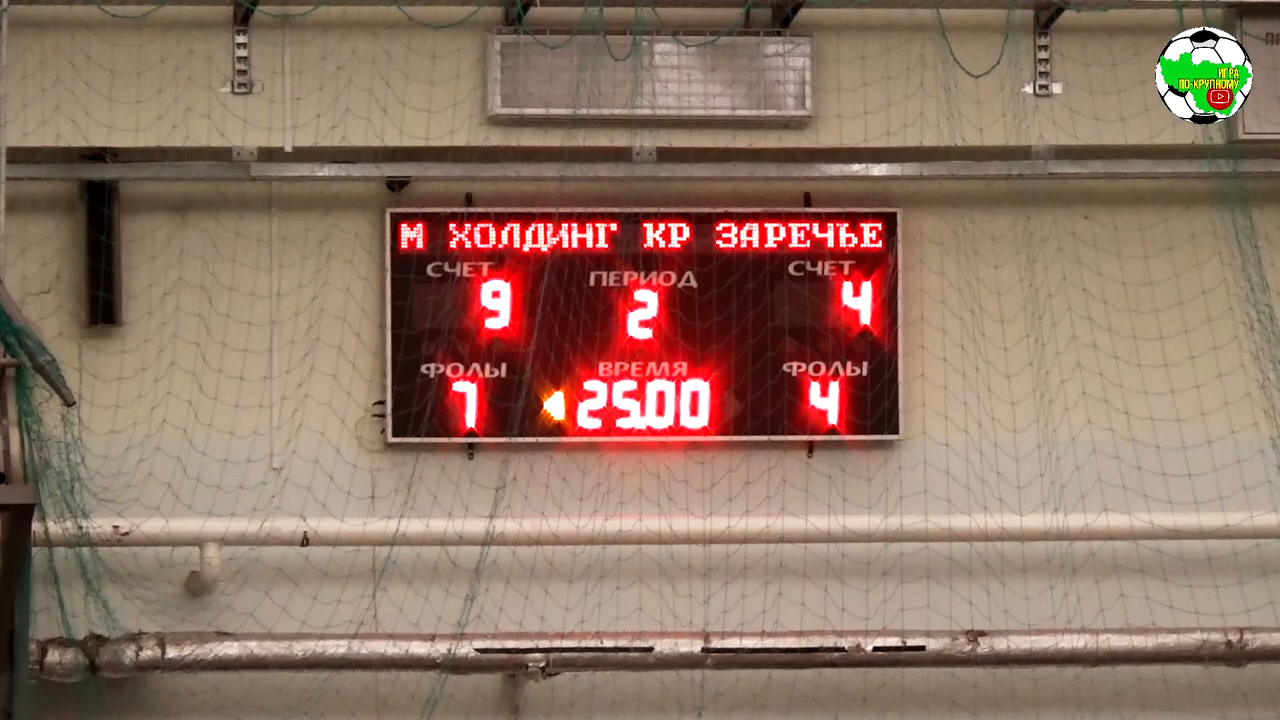 ИГРА
ПО-КРУПНОМУ
М ХОЛДИНГ КР ЗАРЕЧЬЕ
СЧЕТ ПЕРИОД СЧЕТ
9 2 4
ФОЛЫ ВРЕМЯ ФОЛЫ
7 25.00 4